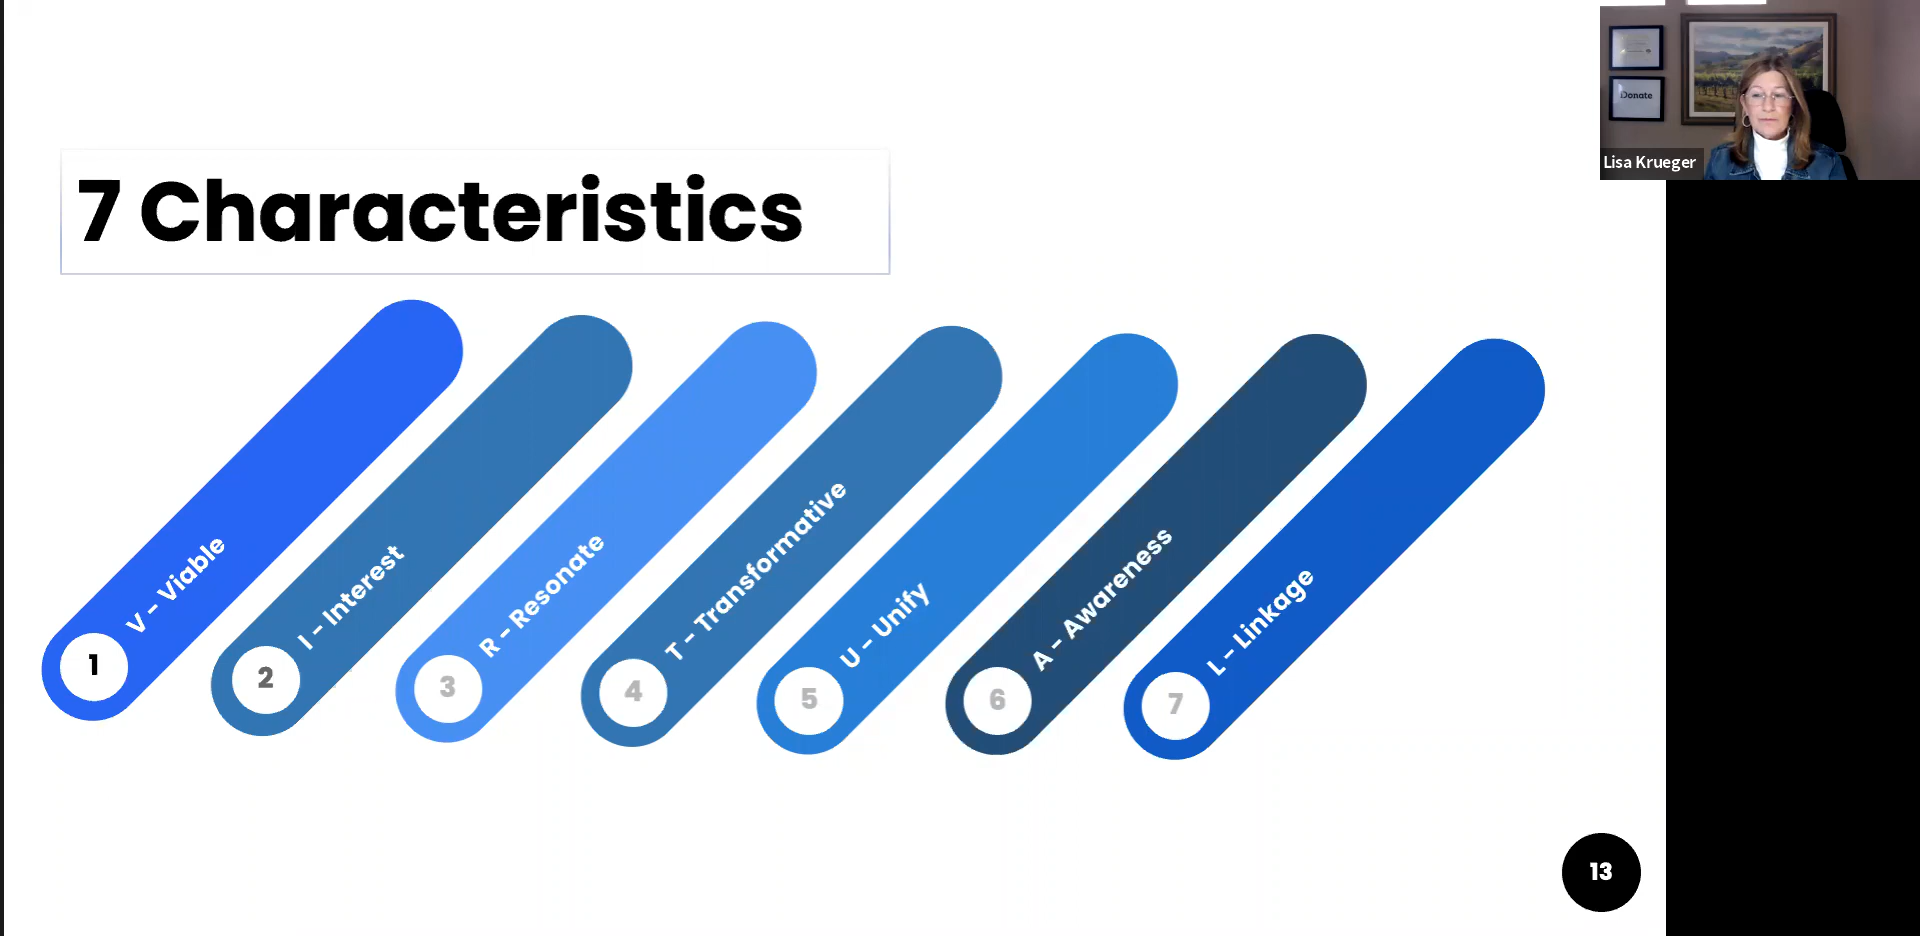 7 Characteristics
1
V - Viable
2
I - Interest
3
R - Resonate
4
T - Transformative
5
U - Unify
6
A - Awareness
7
L - Linkage
13
Donate
Lisa Krueger